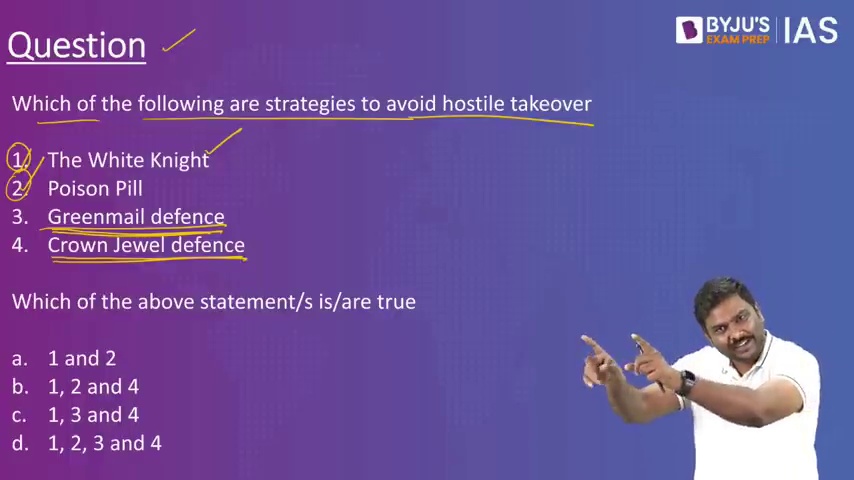 Question
BYJU'S
EXAM PREP
IAS
Which of the following are strategies to avoid hostile takeover
1. The White Knight
2. Poison Pill
3. Greenmail defence
4. Crown Jewel defence
Which of the above statement/s is/are true
a. 1 and 2
b. 1, 2 and 4
c. 1, 3 and 4
d. 1, 2, 3 and 4